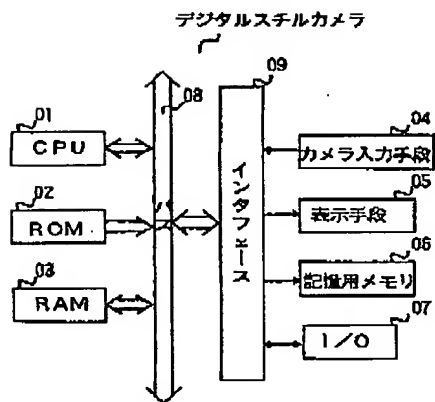 デジタルスチルカメラ
08
09
01
CPU
02
ROM
03
RAM
インタフェース
04
カメラ入力手段
05
表示手段
06
記憶用メモリ
07
I/O